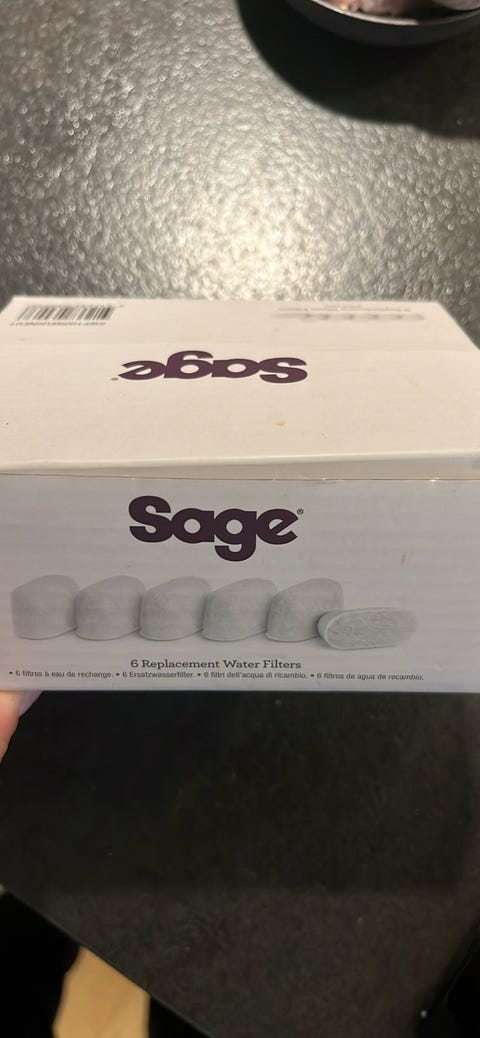 Sage®
Sage®
6 Replacement Water Filters
• 6 filtres à eau de rechange. • 6 Ersatzwasserfilter. • 6 filtri dell'acqua di ricambio. • 6 filtros de agua de recambio.